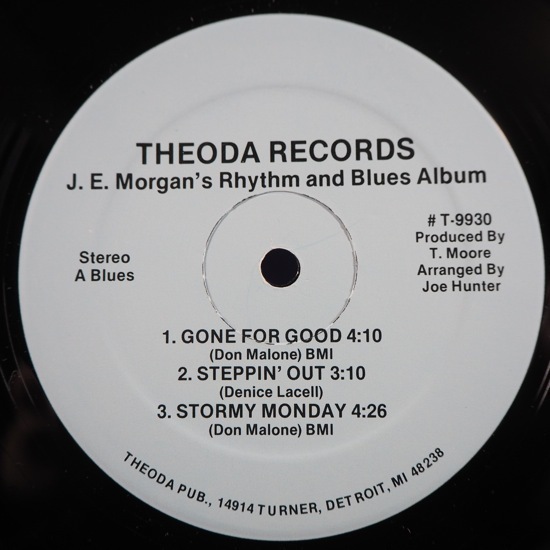 THEODA RECORDS
J. E. Morgan's Rhythm and Blues Album
Stereo
A Blues
# T-9930
Produced By
T. Moore
Arranged By
Joe Hunter
1. GONE FOR GOOD 4:10
(Don Malone) BMI
2. STEPPIN' OUT 3:10
(Denice Lacell)
3. STORMY MONDAY 4:26
(Don Malone) BMI
THEODA PUB., 14914 TURNER, DETROIT, MI 48238